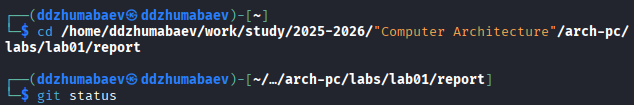 ┌──(ddzhumabaev㉿ddzhumabaev)-[~]
└─$ cd /home/ddzhumabaev/work/study/2025-2026/"Computer Architecture"/arch-pc/
labs/lab01/report
┌──(ddzhumabaev㉿ddzhumabaev)-[~/…/arch-pc/labs/lab01/report]
└─$ git status